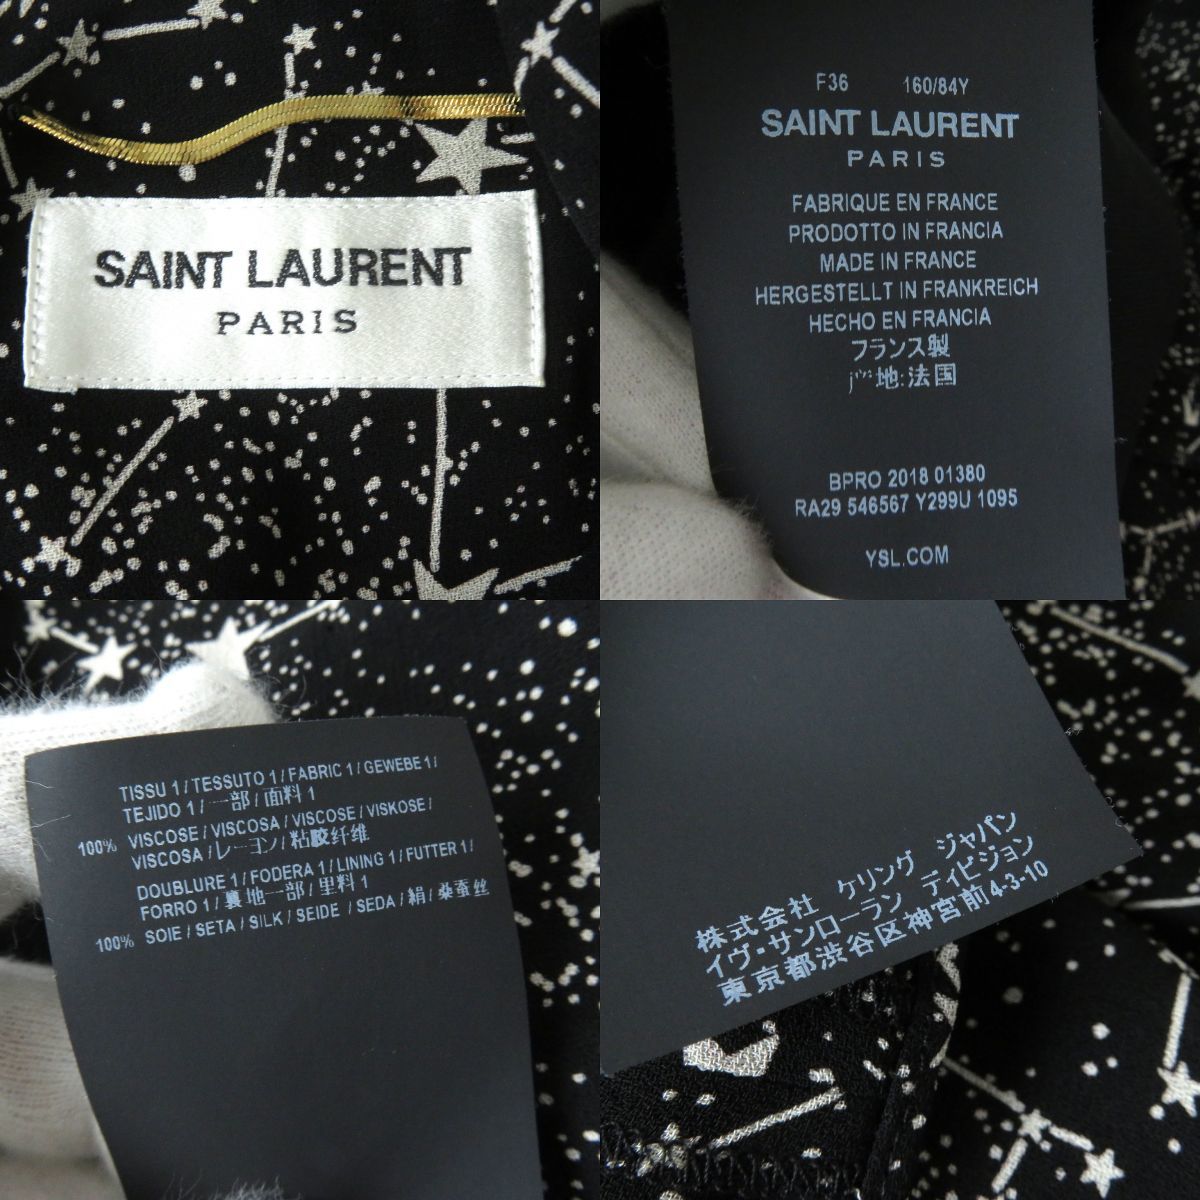 SAINT LAURENT
PARIS
F36 160/84Y
SAINT LAURENT
PARIS
FABRIQUE EN FRANCE
PRODOTTO IN FRANCIA
MADE IN FRANCE
HERGESTELLT IN FRANKREICH
HECHO EN FRANCIA
フランス製
地:法国
BPRO 2018 01380
RA29 546567 Y299U 1095
YSL.COM
TISSU 1 / TESSUTO 1 / FABRIC 1 / GEWEBE 1 /
TEJIDO 1 / 一部 / 面料 1
100% VISCOSE / VISCOSA / VISCOSE / VISKOSE /
VISCOSA / レーヨン / 粘胶纤维
DOUBLURE 1 / FODERA 1 / LINING 1 / FUTTER 1 /
FORRO 1 / 裏地一部 / 里料 1
100% SOIE / SETA / SILK / SEIDE / SEDA / 絹 / 桑蚕丝
株式会社 ケリング ジャパン
イヴ・サンローラン ディビジョン
東京都渋谷区神宮前4-3-10